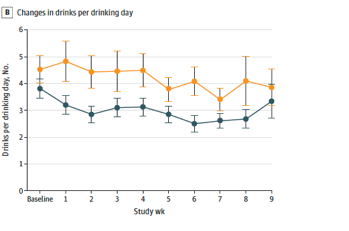 B Changes in drinks per drinking day
6
5
4
3
2
1
0
Drinks per drinking day, No.
Baseline 1 2 3 4 5 6 7 8 9
Study wk